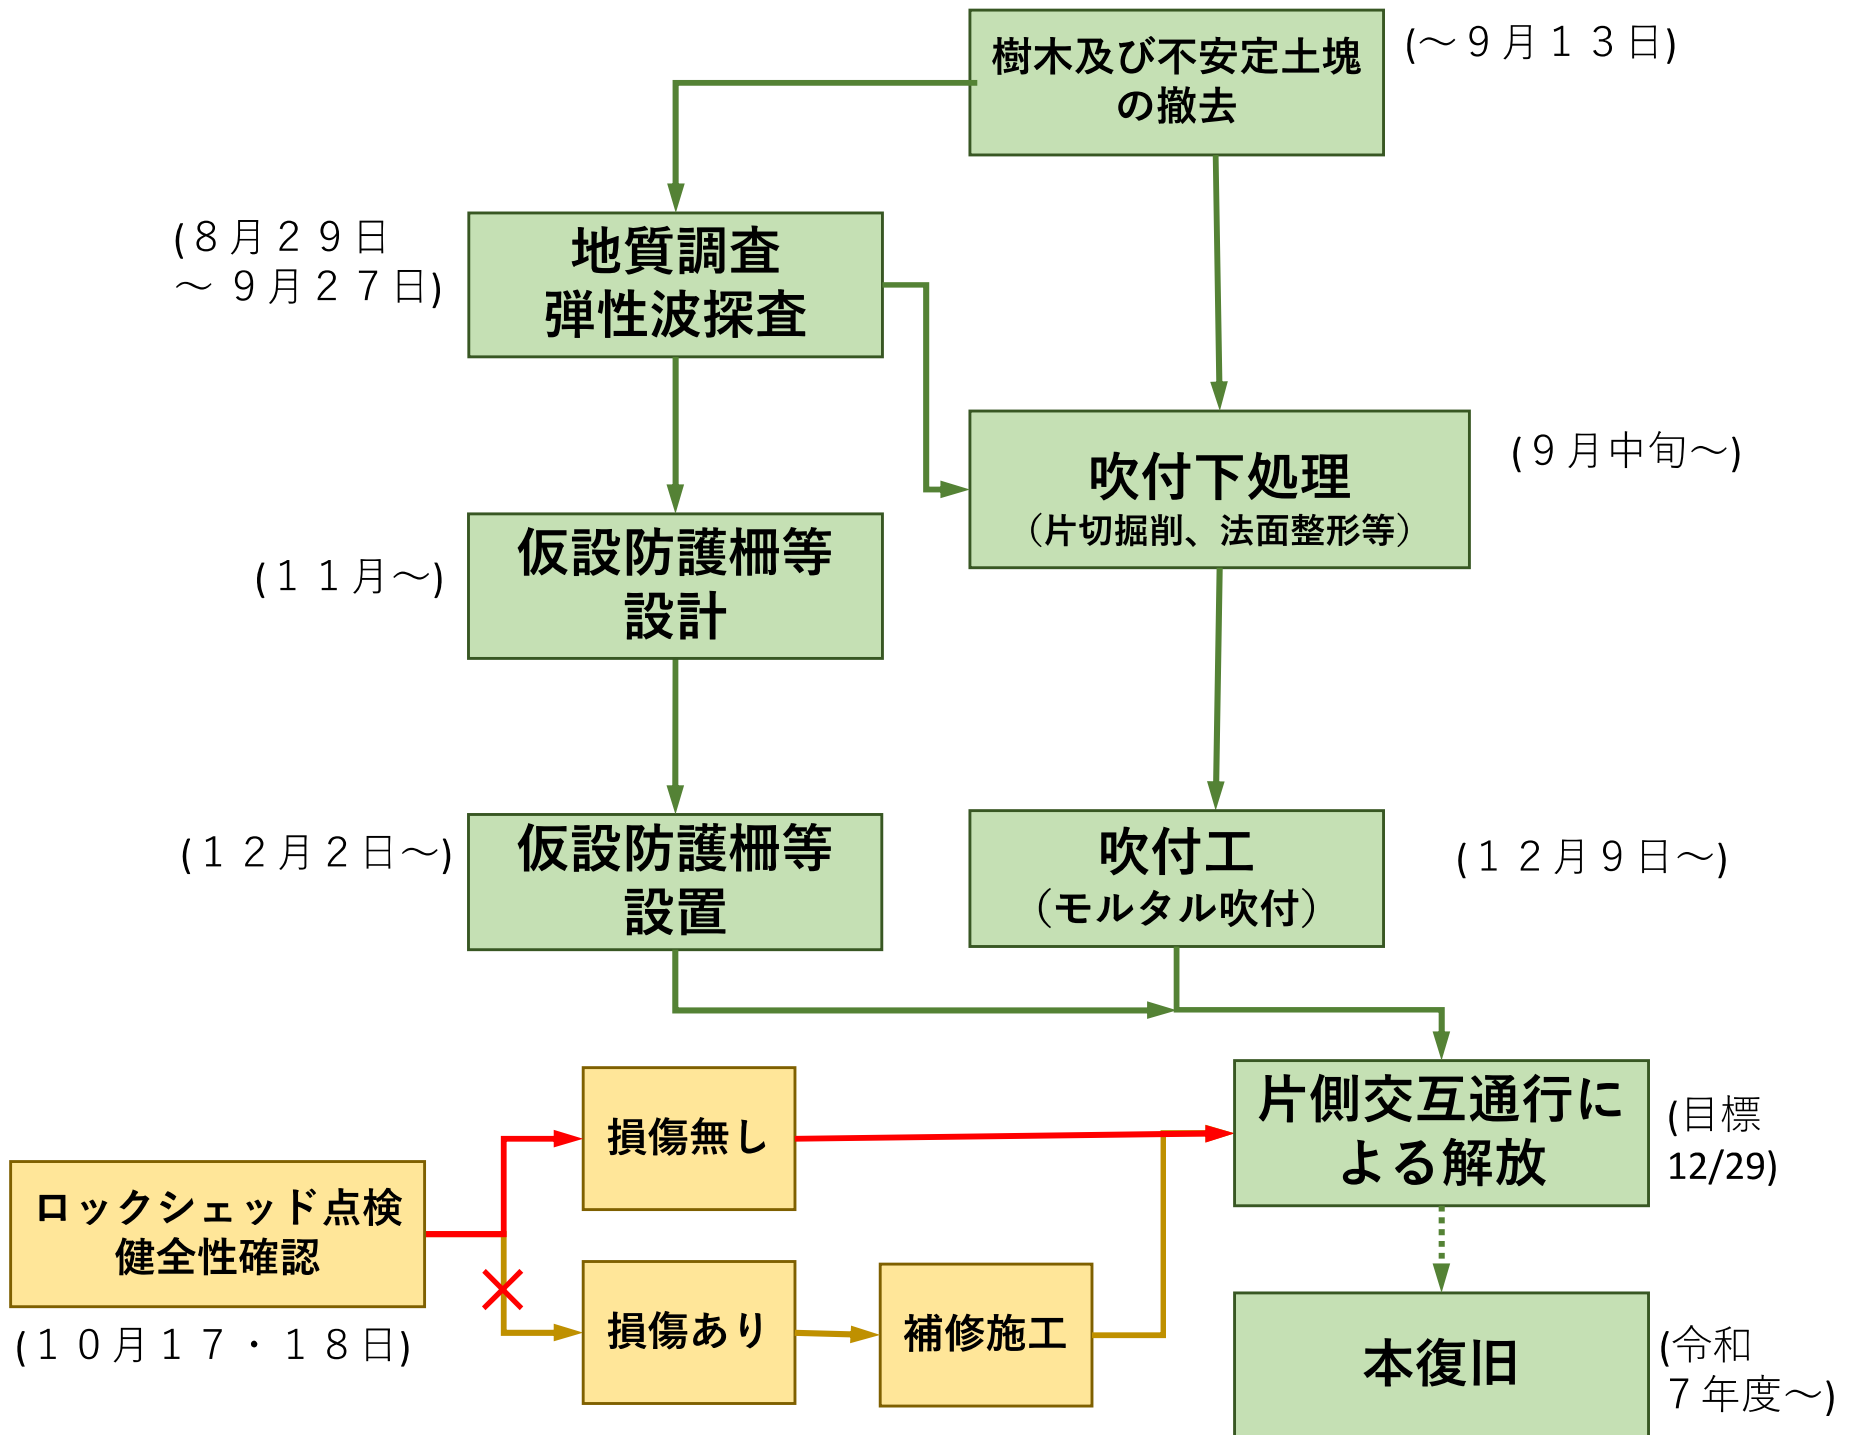 樹木及び不安定土塊
の撤去
(～９月１３日)
(８月２９日
～９月２７日)
地質調査
弾性波探査
吹付下処理
（片切掘削、法面整形等）
(９月中旬～)
(１１月～)
仮設防護柵等
設計
(１２月２日～)
仮設防護柵等
設置
吹付工
（モルタル吹付）
(１２月９日～)
片側交互通行に
よる解放
(目標
12/29)
損傷無し
ロックシェッド点検
健全性確認
(１０月１７・１８日)
損傷あり
補修施工
本復旧
(令和
７年度～)